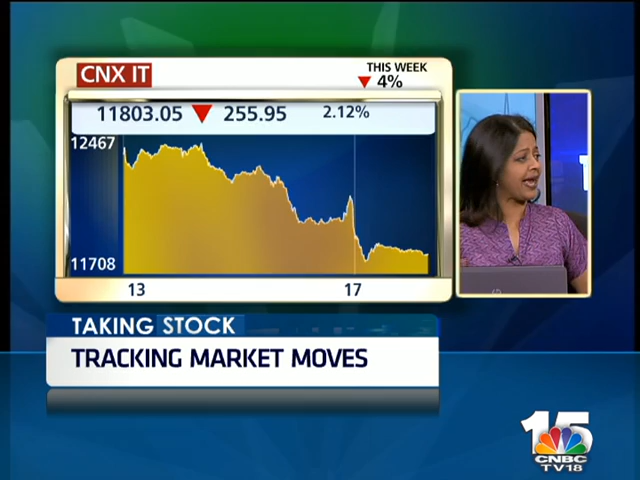 CNX IT
THIS WEEK
▼ 4%
11803.05 ▼ 255.95 2.12%
12467
11708
13 17
TAKING STOCK
TRACKING MARKET MOVES
15
CNBC
TV18